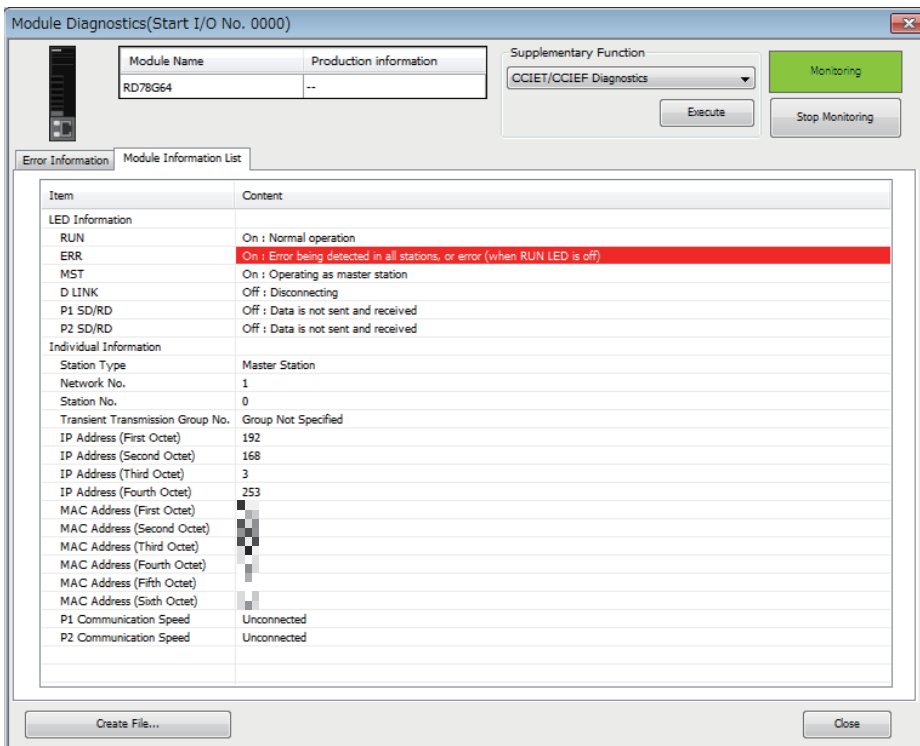 Module Diagnostics(Start I/O No. 0000)
Module Name Production information
RD78G64 --
Supplementary Function
CCIET/CCIEF Diagnostics
Execute
Monitoring
Stop Monitoring
Error Information Module Information List
Item Content
LED Information
RUN On : Normal operation
ERR On : Error being detected in all stations, or error (when RUN LED is off)
MST On : Operating as master station
D LINK Off : Disconnecting
P1 SD/RD Off : Data is not sent and received
P2 SD/RD Off : Data is not sent and received
Individual Information
Station Type Master Station
Network No. 1
Station No. 0
Transient Transmission Group No. Group Not Specified
IP Address (First Octet) 192
IP Address (Second Octet) 168
IP Address (Third Octet) 3
IP Address (Fourth Octet) 253
MAC Address (First Octet)
MAC Address (Second Octet)
MAC Address (Third Octet)
MAC Address (Fourth Octet)
MAC Address (Fifth Octet)
MAC Address (Sixth Octet)
P1 Communication Speed Unconnected
P2 Communication Speed Unconnected
Create File... Close